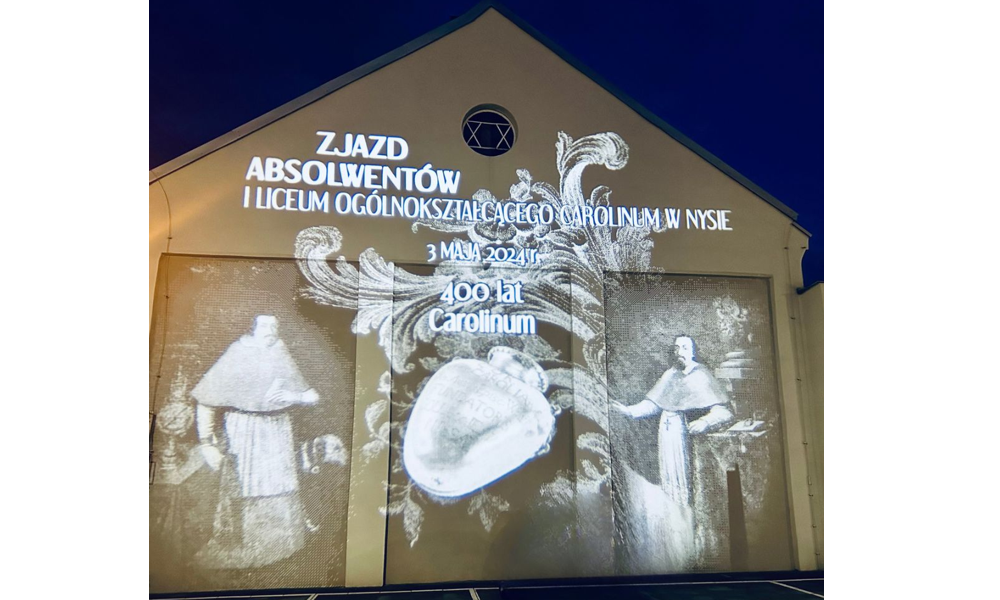 ZJAZD
ABSOLWENTÓW
I LICEUM OGÓLNOKSZTAŁCĄCEGO CAROLINUM W NYSIE
3 MAJA 2024 r.
400 lat
Carolinum